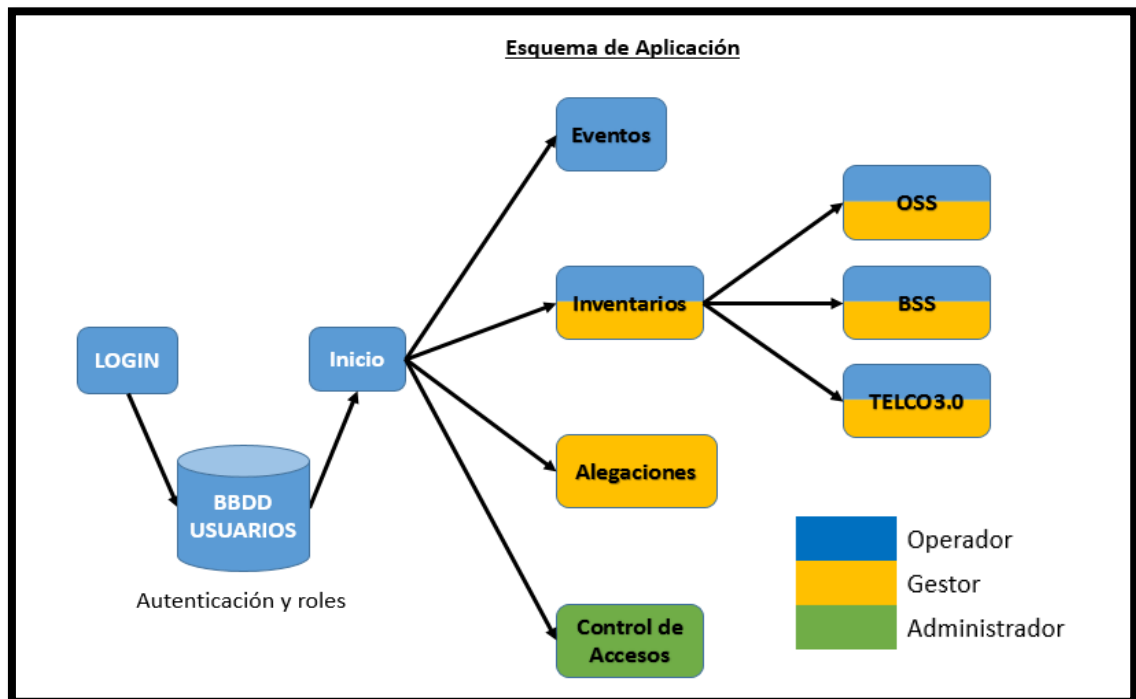 Esquema de Aplicación
Eventos
OSS
Inventarios
BSS
LOGIN
Inicio
TELCO3.0
Alegaciones
BBDD
USUARIOS
Autenticación y roles
Operador
Gestor
Administrador
Control de
Accesos